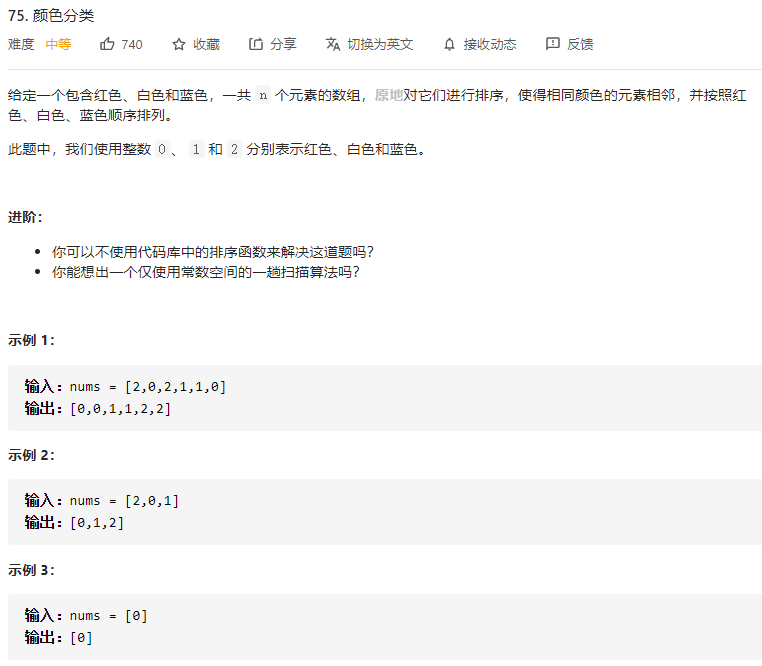 75. 颜色分类
难度 中等 740 收藏 分享 切换为英文 接收动态 反馈
给定一个包含红色、白色和蓝色，一共 n 个元素的数组，原地对它们进行排序，使得相同颜色的元素相邻，并按照红
色、白色、蓝色顺序排列。
此题中，我们使用整数 0 、 1 和 2 分别表示红色、白色和蓝色。
进阶：
• 你可以不使用代码库中的排序函数来解决这道题吗？
• 你能想出一个仅使用常数空间的一趟扫描算法吗？
示例 1：
输入：nums = [2,0,2,1,1,0]
输出：[0,0,1,1,2,2]
示例 2：
输入：nums = [2,0,1]
输出：[0,1,2]
示例 3：
输入：nums = [0]
输出：[0]